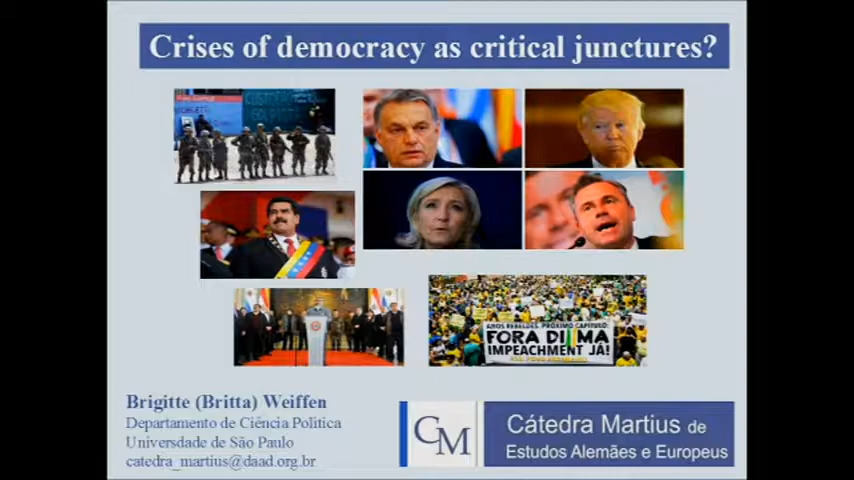 Crises of democracy as critical junctures?
ANOS REBELDES, PRÓXIMO CAPÍTULO:
FORA DILMA
IMPEACHMENT JÁ!
Brigitte (Britta) Weiffen
Departamento de Ciência Política
Universdade de São Paulo
catedra_martius@daad.org.br
CM
Cátedra Martius de
Estudos Alemães e Europeus